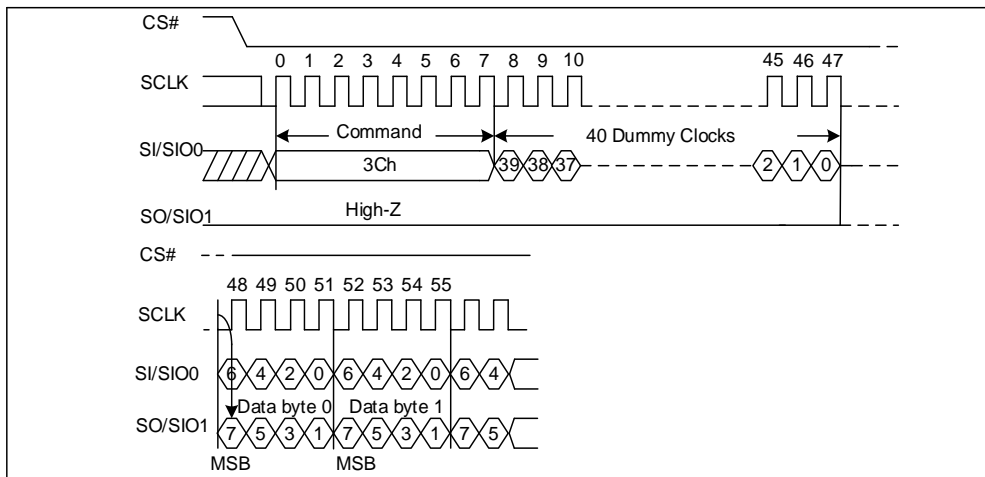 CS#
0 1 2 3 4 5 6 7 8 9 10 45 46 47
SCLK
Command 40 Dummy Clocks
SI/SIO0
3Ch 39 38 37 2 1 0
High-Z
SO/SIO1
CS#
48 49 50 51 52 53 54 55
SCLK
SI/SIO0 6 4 2 0 6 4 2 0 6 4
Data byte 0 Data byte 1
SO/SIO1 7 5 3 1 7 5 3 1 7 5
MSB MSB